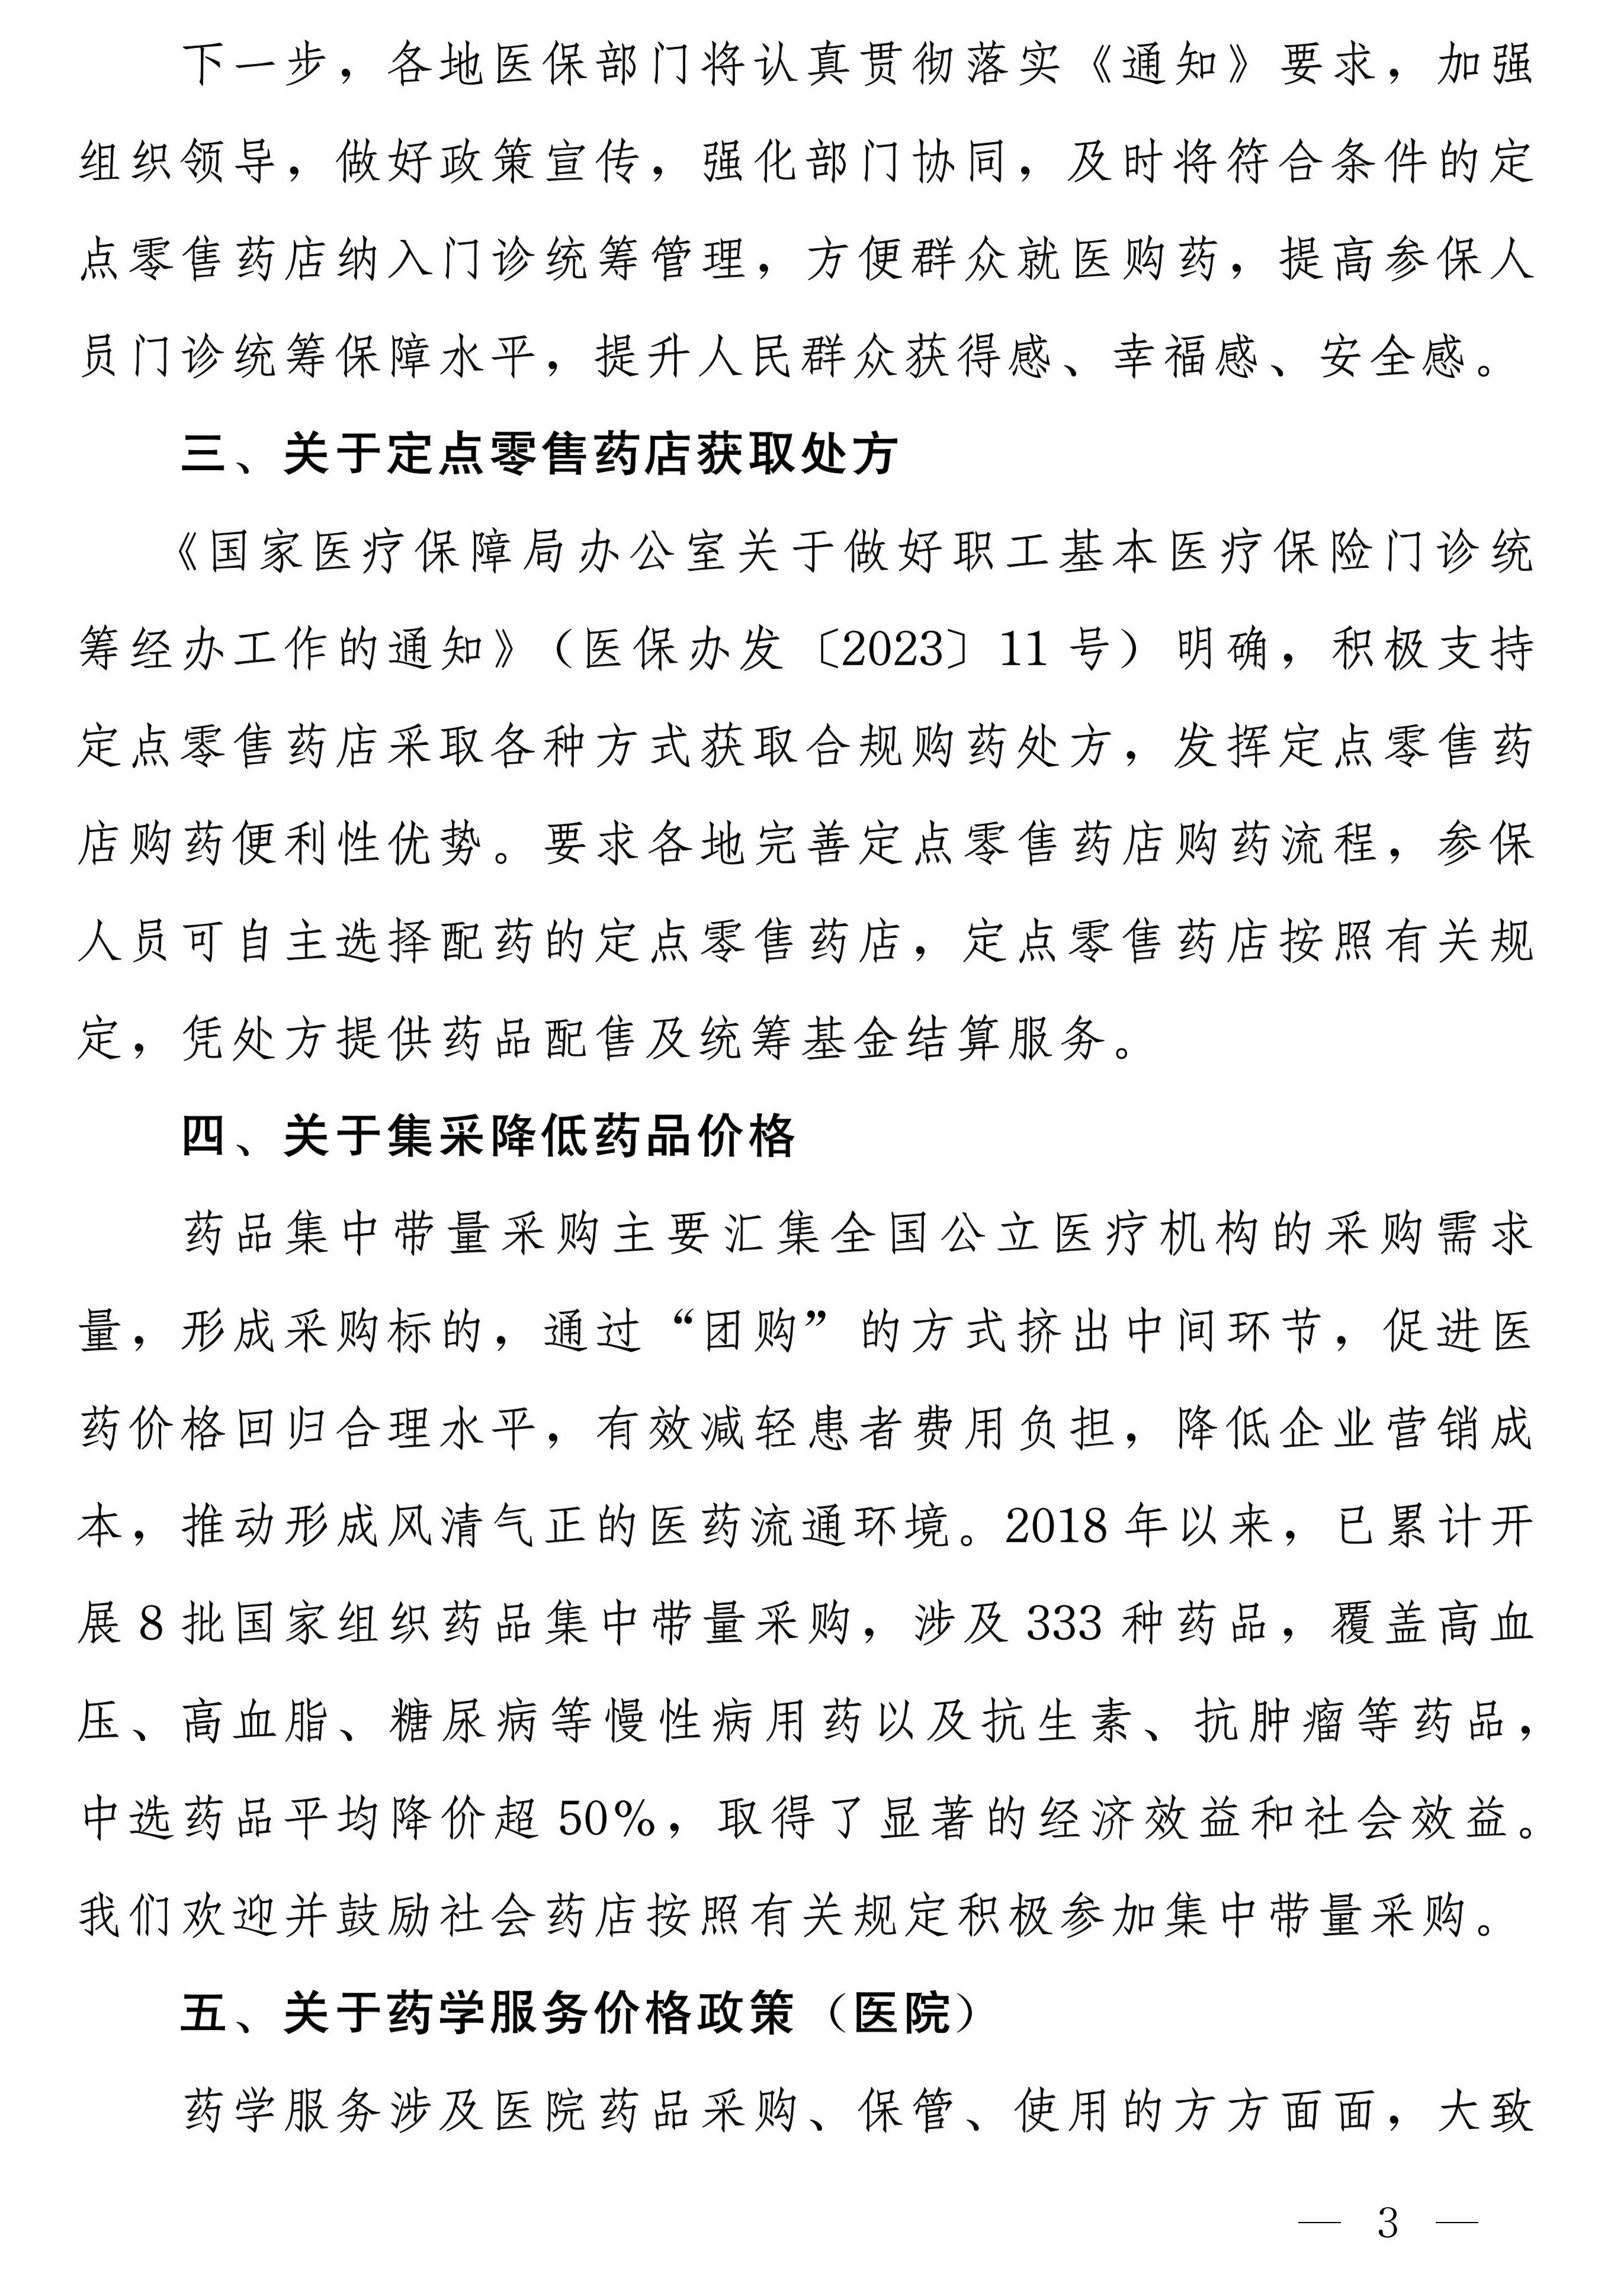 下一步，各地医保部门将认真贯彻落实《通知》要求，加强
组织领导，做好政策宣传，强化部门协同，及时将符合条件的定
点零售药店纳入门诊统筹管理，方便群众就医购药，提高参保人
员门诊统筹保障水平，提升人民群众获得感、幸福感、安全感。
三、关于定点零售药店获取处方
《国家医疗保障局办公室关于做好职工基本医疗保险门诊统
筹经办工作的通知》（医保办发〔2023〕11 号）明确，积极支持
定点零售药店采取各种方式获取合规购药处方，发挥定点零售药
店购药便利性优势。要求各地完善定点零售药店购药流程，参保
人员可自主选择配药的定点零售药店，定点零售药店按照有关规
定，凭处方提供药品配售及统筹基金结算服务。
四、关于集采降低药品价格
药品集中带量采购主要汇集全国公立医疗机构的采购需求
量，形成采购标的，通过“团购”的方式挤出中间环节，促进医
药价格回归合理水平，有效减轻患者费用负担，降低企业营销成
本，推动形成风清气正的医药流通环境。2018 年以来，已累计开
展 8 批国家组织药品集中带量采购，涉及 333 种药品，覆盖高血
压、高血脂、糖尿病等慢性病用药以及抗生素、抗肿瘤等药品，
中选药品平均降价超 50%，取得了显著的经济效益和社会效益。
我们欢迎并鼓励社会药店按照有关规定积极参加集中带量采购。
五、关于药学服务价格政策（医院）
药学服务涉及医院药品采购、保管、使用的方方面面，大致
— 3 —